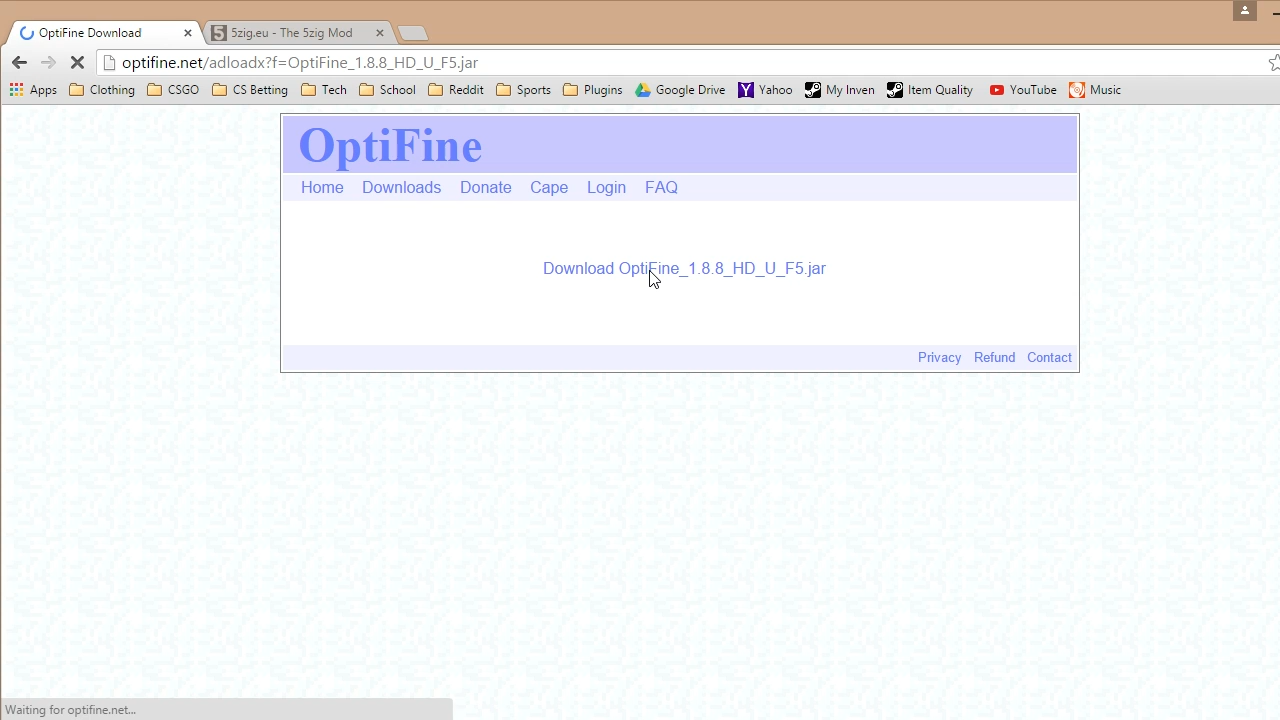 OptiFine Download
5zig.eu - The 5zig Mod
optifine.net/adloadx?f=OptiFine_1.8.8_HD_U_F5.jar
Apps Clothing CSGO CS Betting Tech School Reddit Sports Plugins Google Drive Yahoo My Inven Item Quality YouTube Music
OptiFine
Home Downloads Donate Cape Login FAQ
Download OptiFine_1.8.8_HD_U_F5.jar
Privacy Refund Contact
Waiting for optifine.net...